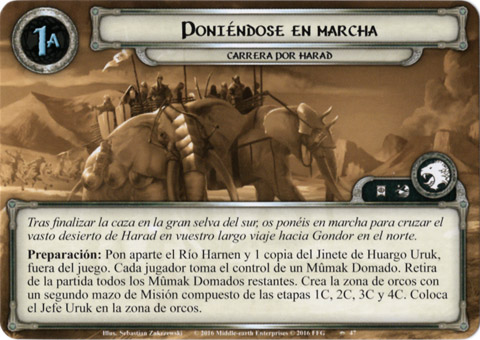 1A
PONIÉNDOSE EN MARCHA
CARRERA POR HARAD
Tras finalizar la caza en la gran selva del sur, os ponéis en marcha para cruzar el
vasto desierto de Harad en vuestro largo viaje hacia Gondor en el norte.
Preparación: Pon aparte el Río Harnen y 1 copia del Jinete de Huargo Uruk,
fuera del juego. Cada jugador toma el control de un Mûmak Domado. Retira
de la partida todos los Mûmak Domados restantes. Crea la zona de orcos con
un segundo mazo de Misión compuesto de las etapas 1C, 2C, 3C y 4C. Coloca
el Jefe Uruk en la zona de orcos.
Illus. Sebastian Zakrzewski © 2016 Middle-earth Enterprises © 2016 FFG 47